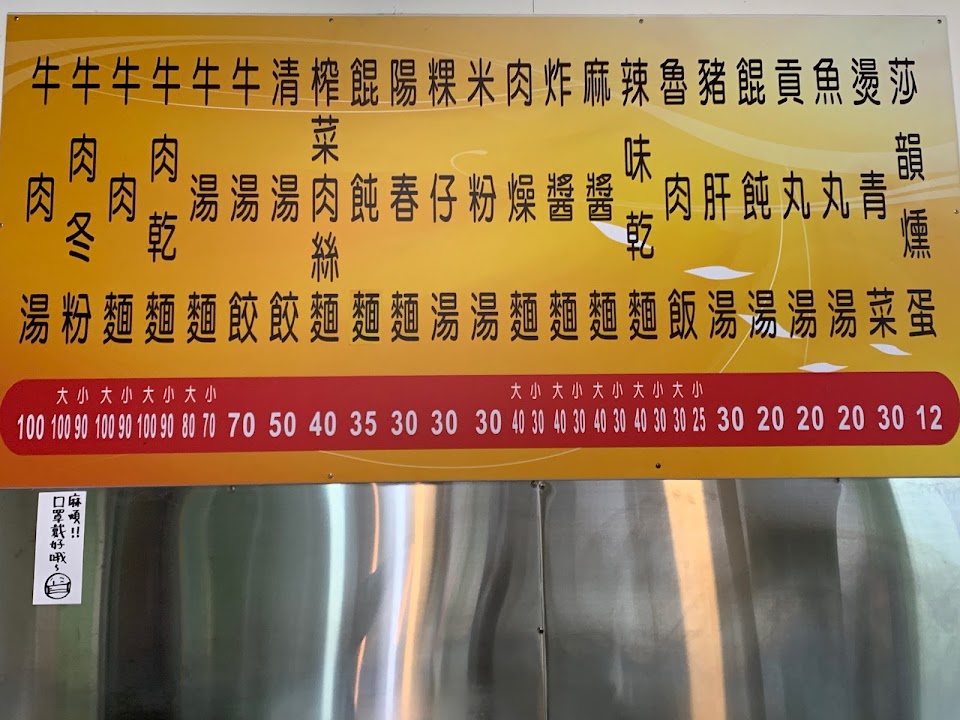 牛肉湯 100
牛肉冬粉 大100 小90
牛肉麵 大100 小90
牛肉乾麵 大100 小90
牛湯麵 大80 小70
牛湯餃 70
清湯餃 50
榨菜肉絲麵 40
餛飩麵 35
陽春麵 30
粿仔湯 30
米粉湯 30
肉燥麵 大40 小30
炸醬麵 大40 小30
麻醬麵 大40 小30
辣味乾麵 大40 小30
魯肉飯 大30 小25
豬肝湯 30
餛飩湯 20
貢丸湯 20
魚丸湯 20
燙青菜 30
莎韻燻蛋 12
麻煩!!
口罩戴好哦~